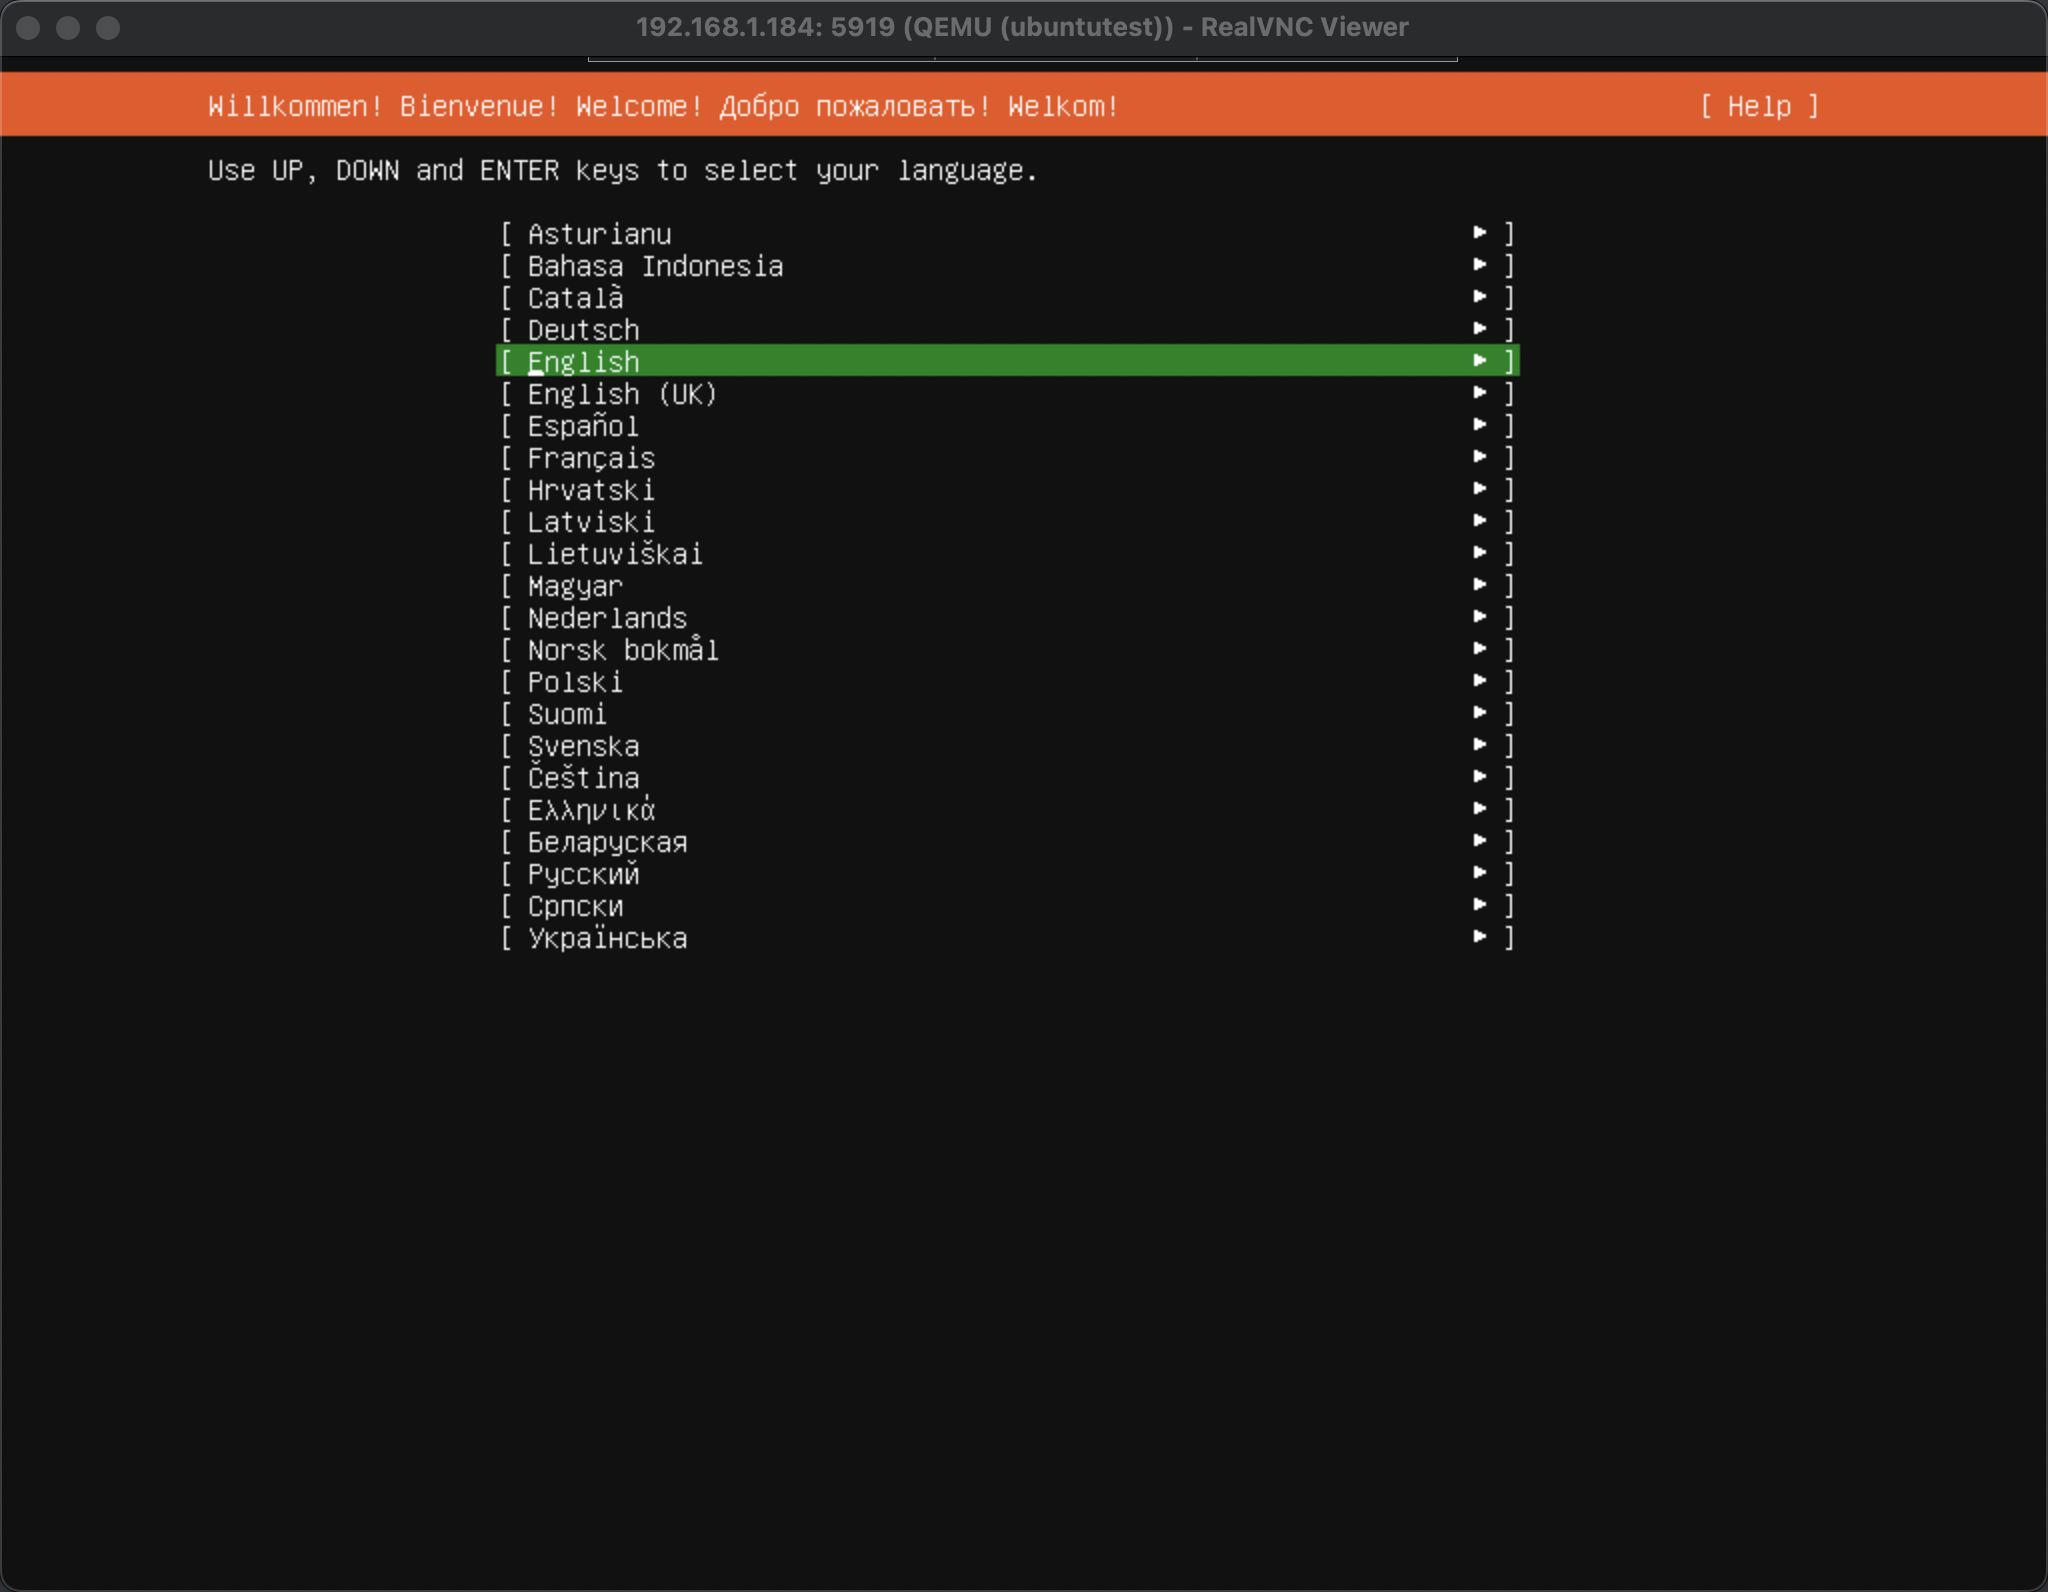 192.168.1.184: 5919 (QEMU (ubuntutest)) - RealVNC Viewer
Willkommen! Bienvenue! Welcome! Добро пожаловать! Welkom! [ Help ]
Use UP, DOWN and ENTER keys to select your language.
[ Asturianu ► ]
[ Bahasa Indonesia ► ]
[ Català ► ]
[ Deutsch ► ]
[ English ► ]
[ English (UK) ► ]
[ Español ► ]
[ Français ► ]
[ Hrvatski ► ]
[ Latviski ► ]
[ Lietuviškai ► ]
[ Magyar ► ]
[ Nederlands ► ]
[ Norsk bokmål ► ]
[ Polski ► ]
[ Suomi ► ]
[ Svenska ► ]
[ Čeština ► ]
[ Ελληνικά ► ]
[ Беларуская ► ]
[ Русский ► ]
[ Српски ► ]
[ Українська ► ]